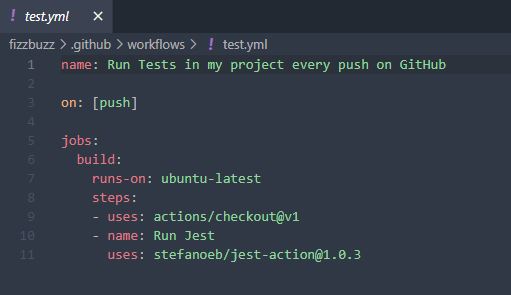 ! test.yml ×
fizzbuzz > .github > workflows > ! test.yml
1 name: Run Tests in my project every push on GitHub
2
3 on: [push]
4
5 jobs:
6   build:
7     runs-on: ubuntu-latest
8     steps:
9     - uses: actions/checkout@v1
10     - name: Run Jest
11       uses: stefanoeb/jest-action@1.0.3